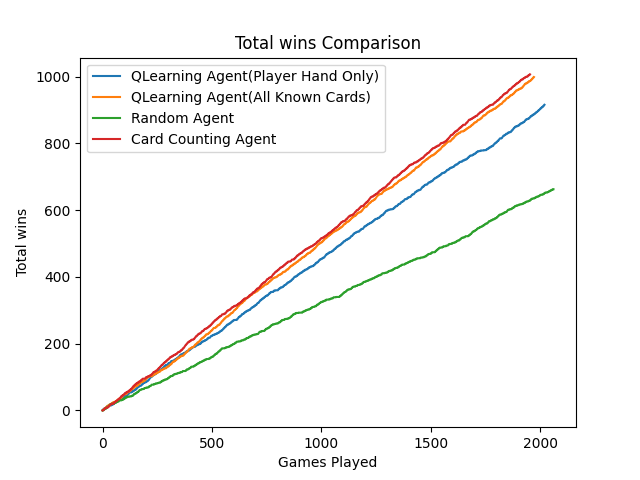 Total wins Comparison
QLearning Agent(Player Hand Only)
QLearning Agent(All Known Cards)
Random Agent
Card Counting Agent
1000
800
600
400
200
0
Total wins
0 500 1000 1500 2000
Games Played